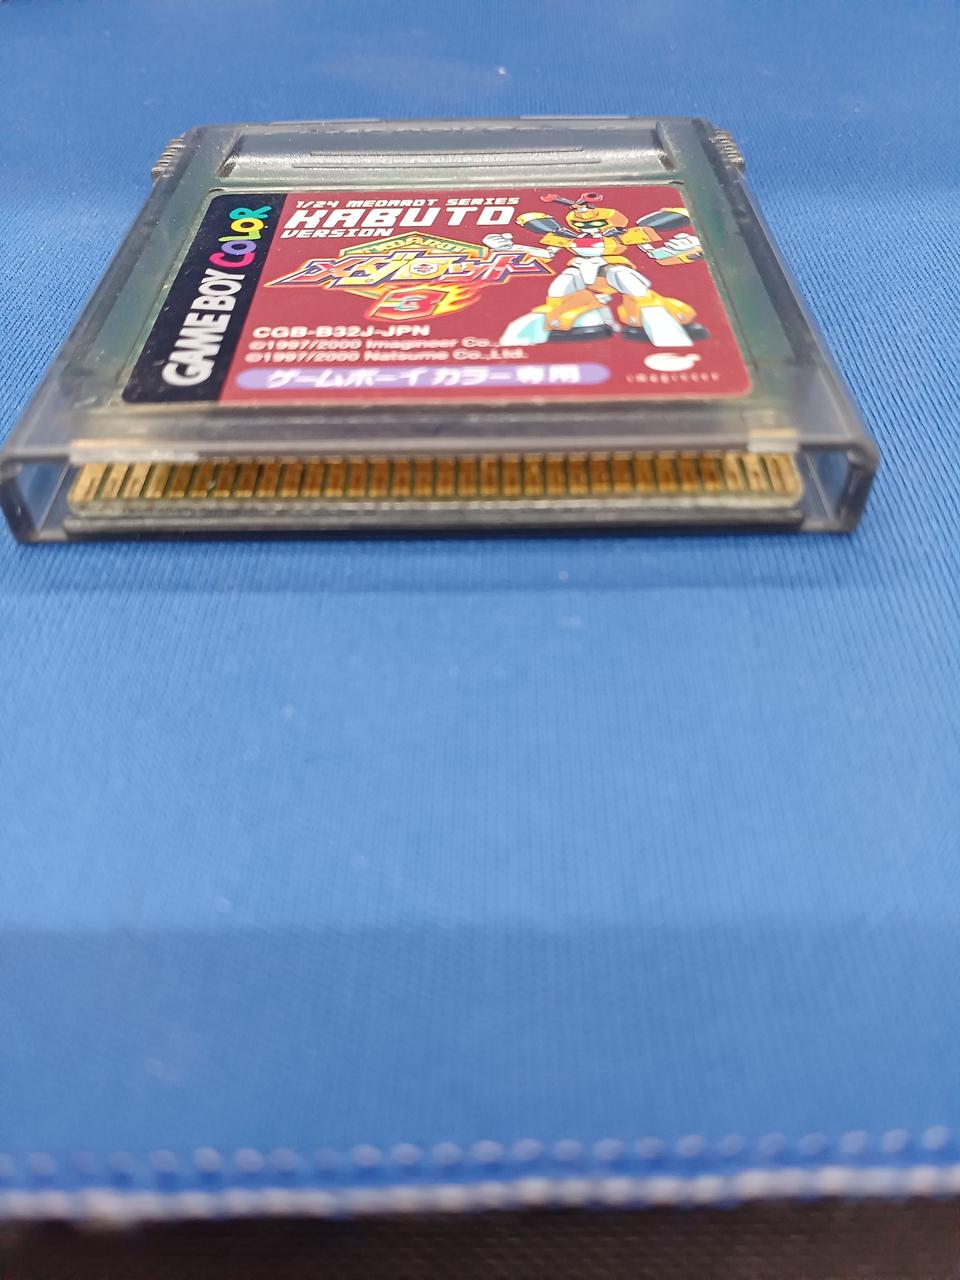 GAME BOY COLOR
1/24 MEDAROT SERIES
KABUTO
VERSION
MEDAROT
メダロット
3
CGB-B32J-JPN
©1997/2000 Imagineer Co.,
©1997/2000 Natsume Co.,Ltd.
ゲームボーイカラー専用
imagineer